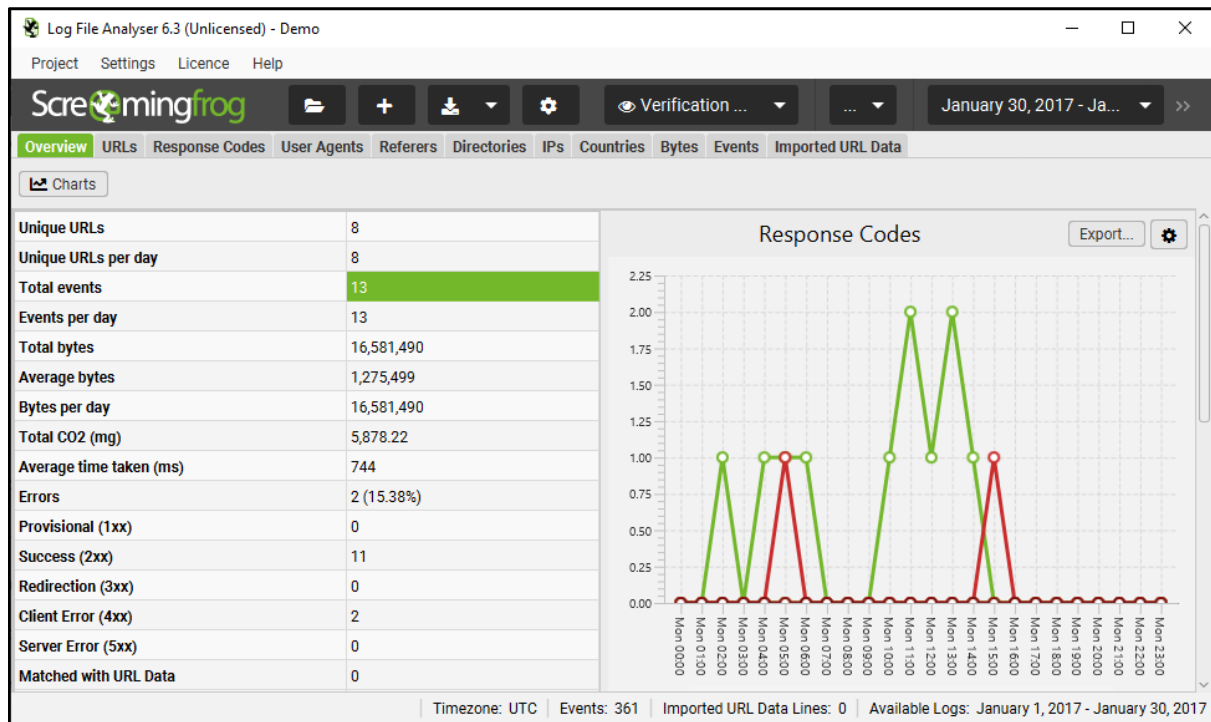 Log File Analyser 6.3 (Unlicensed) - Demo
Project Settings Licence Help
Screamingfrog Verification ... ... January 30, 2017 - Ja... >>
Overview URLs Response Codes User Agents Referers Directories IPs Countries Bytes Events Imported URL Data
Charts
Unique URLs 8
Unique URLs per day 8
Total events 13
Events per day 13
Total bytes 16,581,490
Average bytes 1,275,499
Bytes per day 16,581,490
Total CO2 (mg) 5,878.22
Average time taken (ms) 744
Errors 2 (15.38%)
Provisional (1xx) 0
Success (2xx) 11
Redirection (3xx) 0
Client Error (4xx) 2
Server Error (5xx) 0
Matched with URL Data 0
Response Codes Export...
2.25
2.00
1.75
1.50
1.25
1.00
0.75
0.50
0.25
0.00
Mon 00:00
Mon 01:00
Mon 02:00
Mon 03:00
Mon 04:00
Mon 05:00
Mon 06:00
Mon 07:00
Mon 08:00
Mon 09:00
Mon 10:00
Mon 11:00
Mon 12:00
Mon 13:00
Mon 14:00
Mon 15:00
Mon 16:00
Mon 17:00
Mon 18:00
Mon 19:00
Mon 20:00
Mon 21:00
Mon 22:00
Mon 23:00
Timezone: UTC Events: 361 Imported URL Data Lines: 0 Available Logs: January 1, 2017 - January 30, 2017